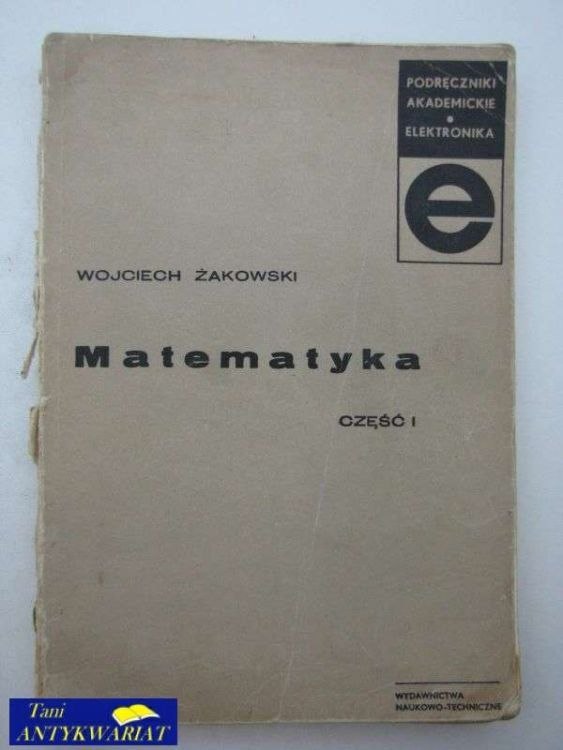 PODRĘCZNIKI
AKADEMICKIE
•
ELEKTRONIKA
e
WOJCIECH ŻAKOWSKI
Matematyka
CZĘŚĆ I
WYDAWNICTWA
NAUKOWO-TECHNICZNE
Tani
ANTYKWARIAT